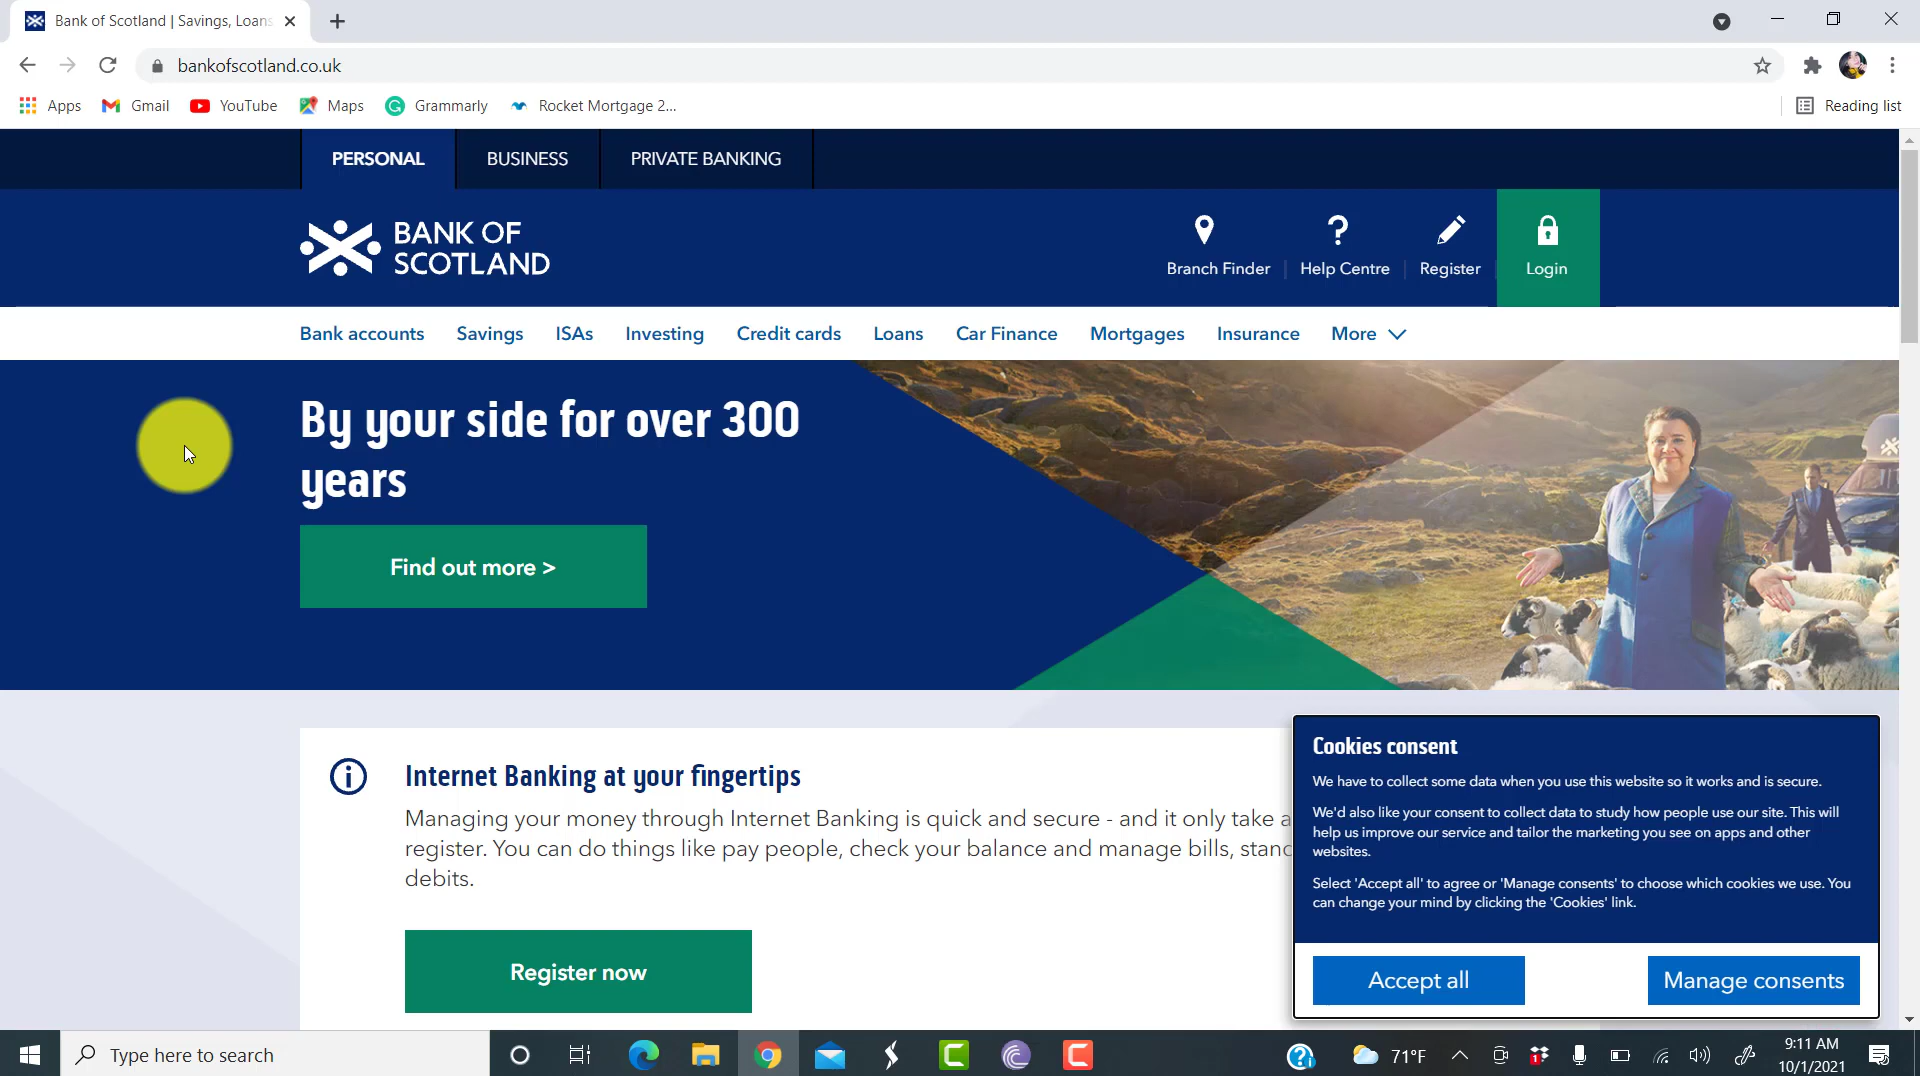 Bank of Scotland | Savings, Loans
bankofscotland.co.uk
Apps Gmail YouTube Maps Grammarly Rocket Mortgage 2... Reading list
PERSONAL BUSINESS PRIVATE BANKING
BANK OF
SCOTLAND
Branch Finder Help Centre Register Login
Bank accounts Savings ISAs Investing Credit cards Loans Car Finance Mortgages Insurance More
By your side for over 300
years
Find out more >
Internet Banking at your fingertips
Managing your money through Internet Banking is quick and secure - and it only take a
register. You can do things like pay people, check your balance and manage bills, stand
debits.
Register now
Cookies consent
We have to collect some data when you use this website so it works and is secure.
We'd also like your consent to collect data to study how people use our site. This will
help us improve our service and tailor the marketing you see on apps and other
websites.
Select 'Accept all' to agree or 'Manage consents' to choose which cookies we use. You
can change your mind by clicking the 'Cookies' link.
Accept all Manage consents
Type here to search
71°F
1
9:11 AM
10/1/2021